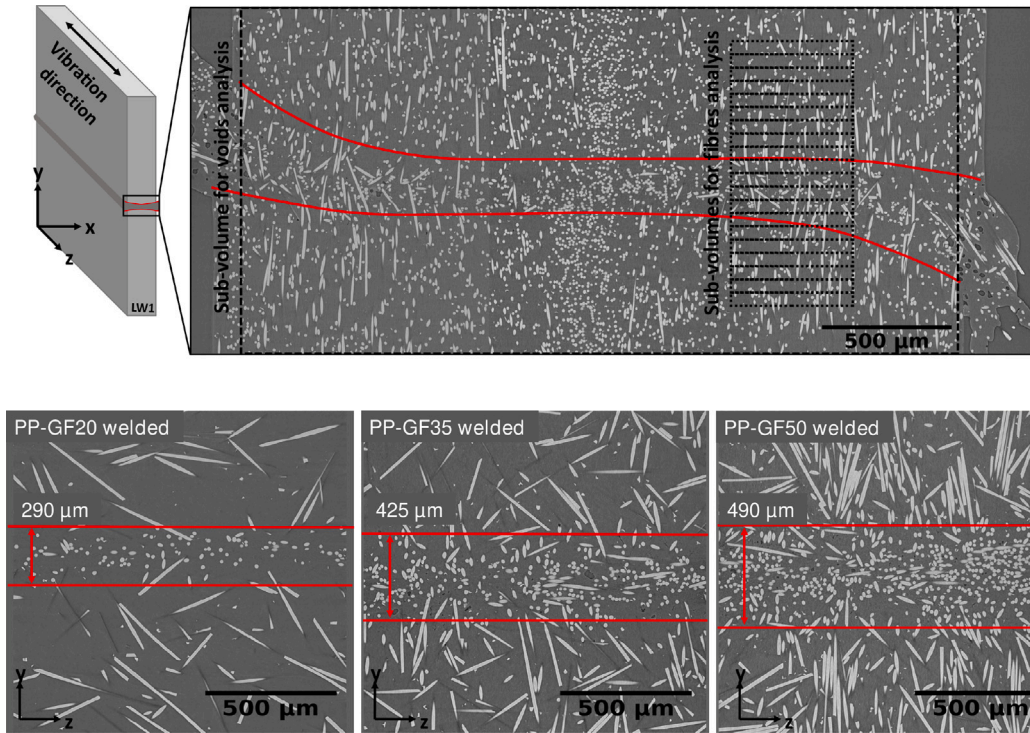 Vibration
direction
y
x
z
LW1
Sub-volume for voids analysis
Sub-volumes for fibres analysis
500 µm
PP-GF20 welded
290 µm
y
z
500 µm
PP-GF35 welded
425 µm
y
z
500 µm
PP-GF50 welded
490 µm
y
z
500 µm